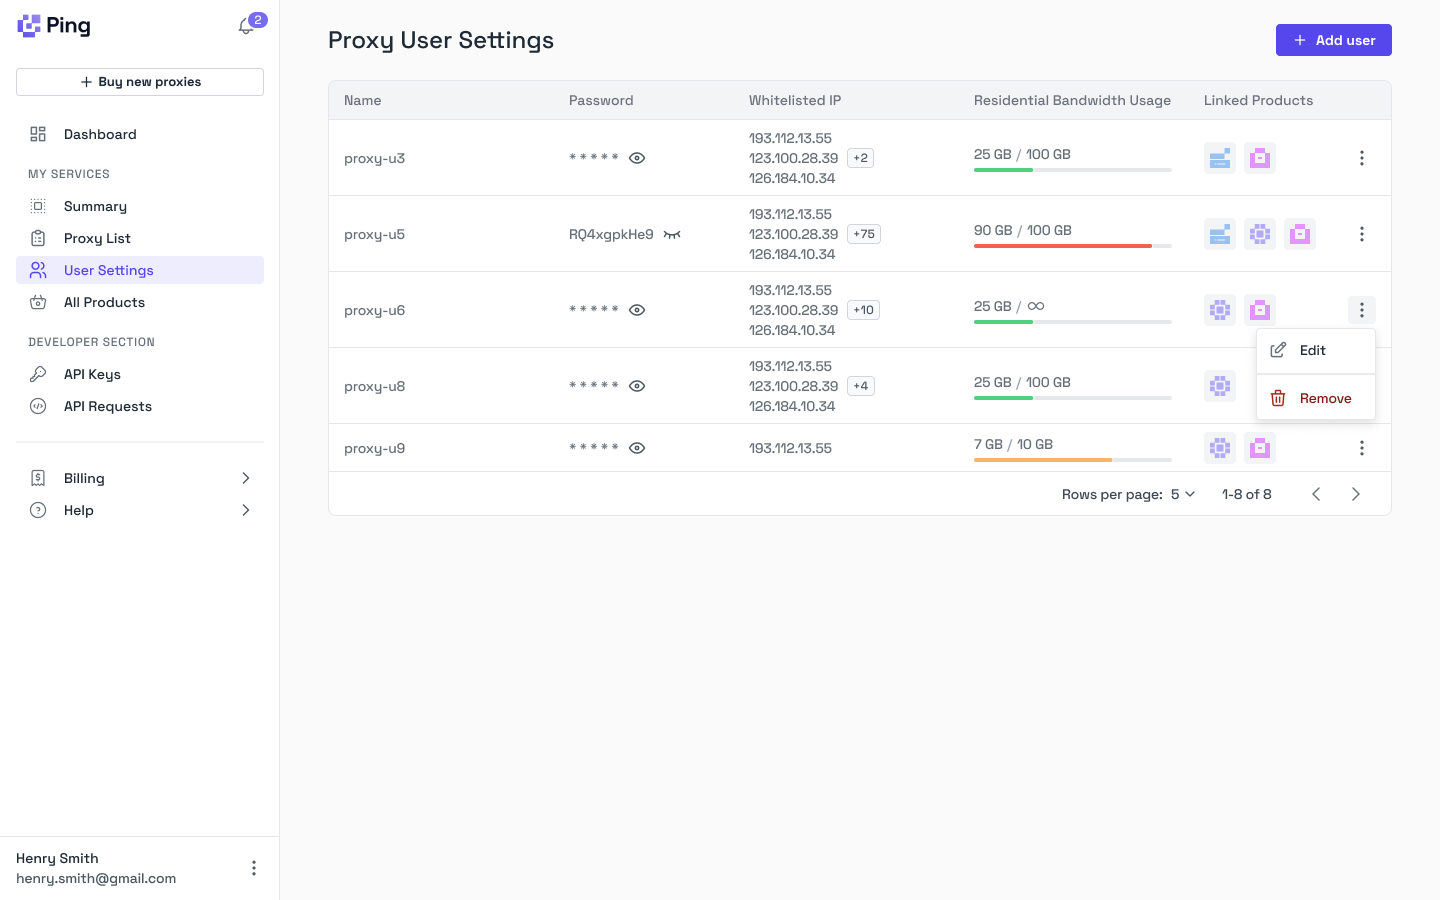 Ping
2
Buy new proxies
Dashboard
MY SERVICES
Summary
Proxy List
User Settings
All Products
DEVELOPER SECTION
API Keys
API Requests
Billing
Help
Henry Smith
henry.smith@gmail.com
Proxy User Settings
Add user
Name Password Whitelisted IP Residential Bandwidth Usage Linked Products
proxy-u3 * * * * *
193.112.13.55
123.100.28.39 +2
126.184.10.34
25 GB / 100 GB
proxy-u5 RQ4xgpkHe9
193.112.13.55
123.100.28.39 +75
126.184.10.34
90 GB / 100 GB
proxy-u6 * * * * *
193.112.13.55
123.100.28.39 +10
126.184.10.34
25 GB / ∞
Edit
Remove
proxy-u8 * * * * *
193.112.13.55
123.100.28.39 +4
126.184.10.34
25 GB / 100 GB
proxy-u9 * * * * *
193.112.13.55
7 GB / 10 GB
Rows per page: 5 1-8 of 8